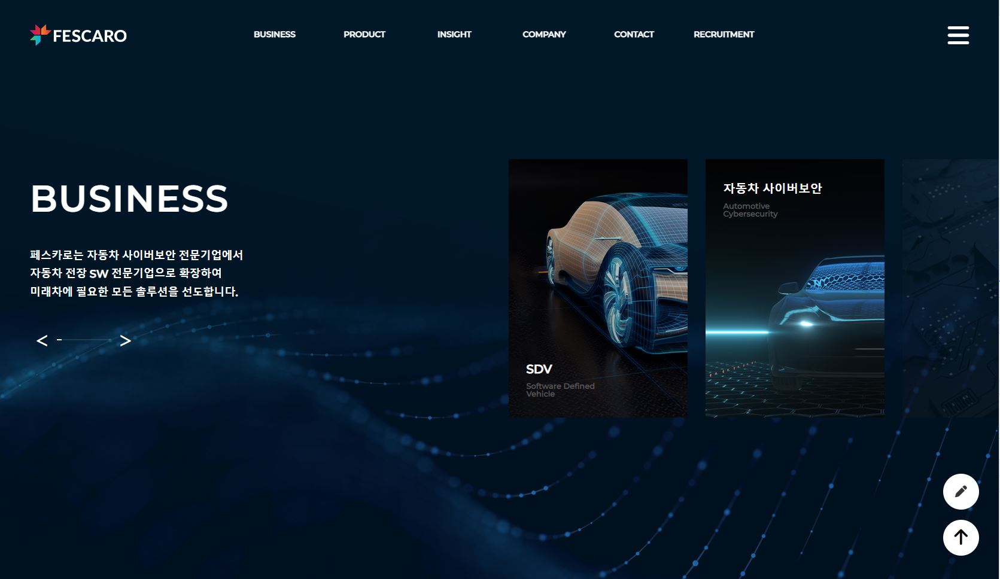 FESCARO
BUSINESS
PRODUCT
INSIGHT
COMPANY
CONTACT
RECRUITMENT
BUSINESS
페스카로는 자동차 사이버보안 전문기업에서
자동차 전장 SW 전문기업으로 확장하여
미래차에 필요한 모든 솔루션을 선도합니다.
SDV
Software Defined
Vehicle
자동차 사이버보안
Automotive
Cybersecurity